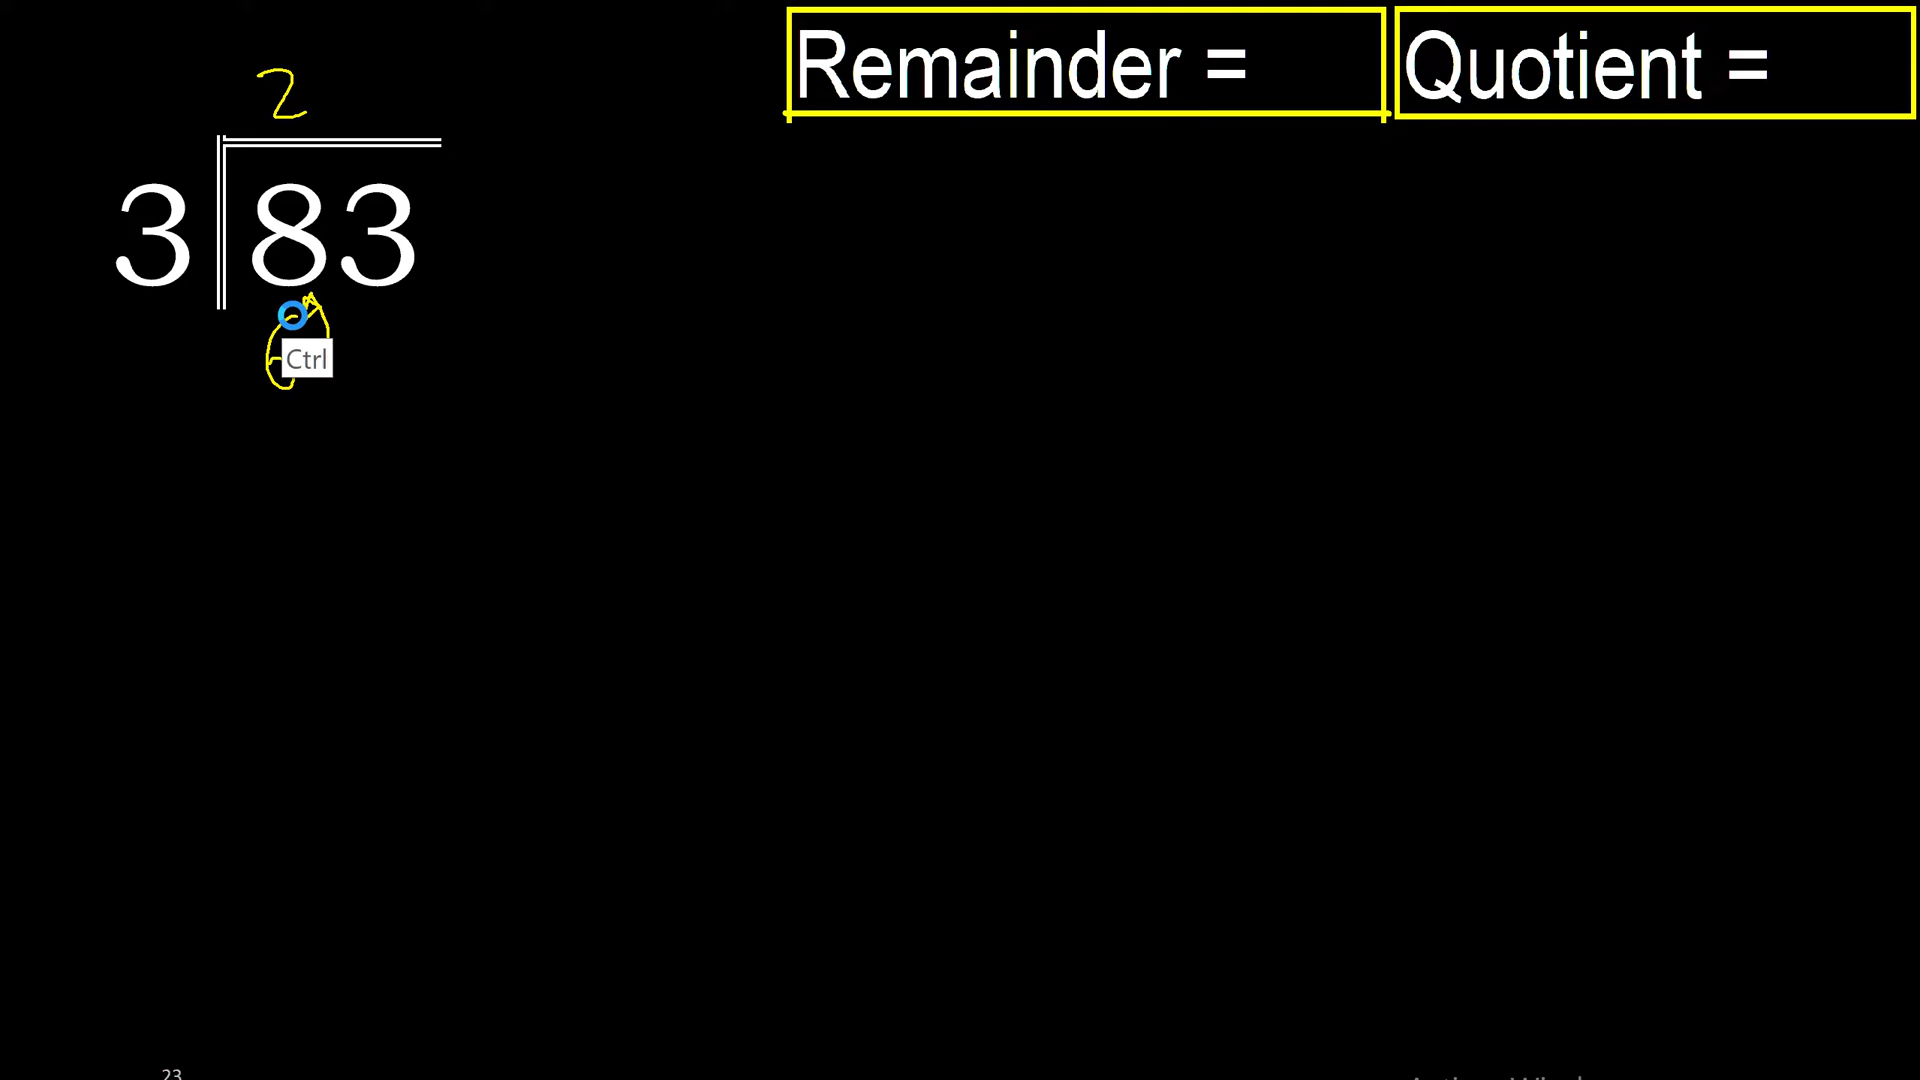 Remainder =
Quotient =
2
3 83
Ctrl
23